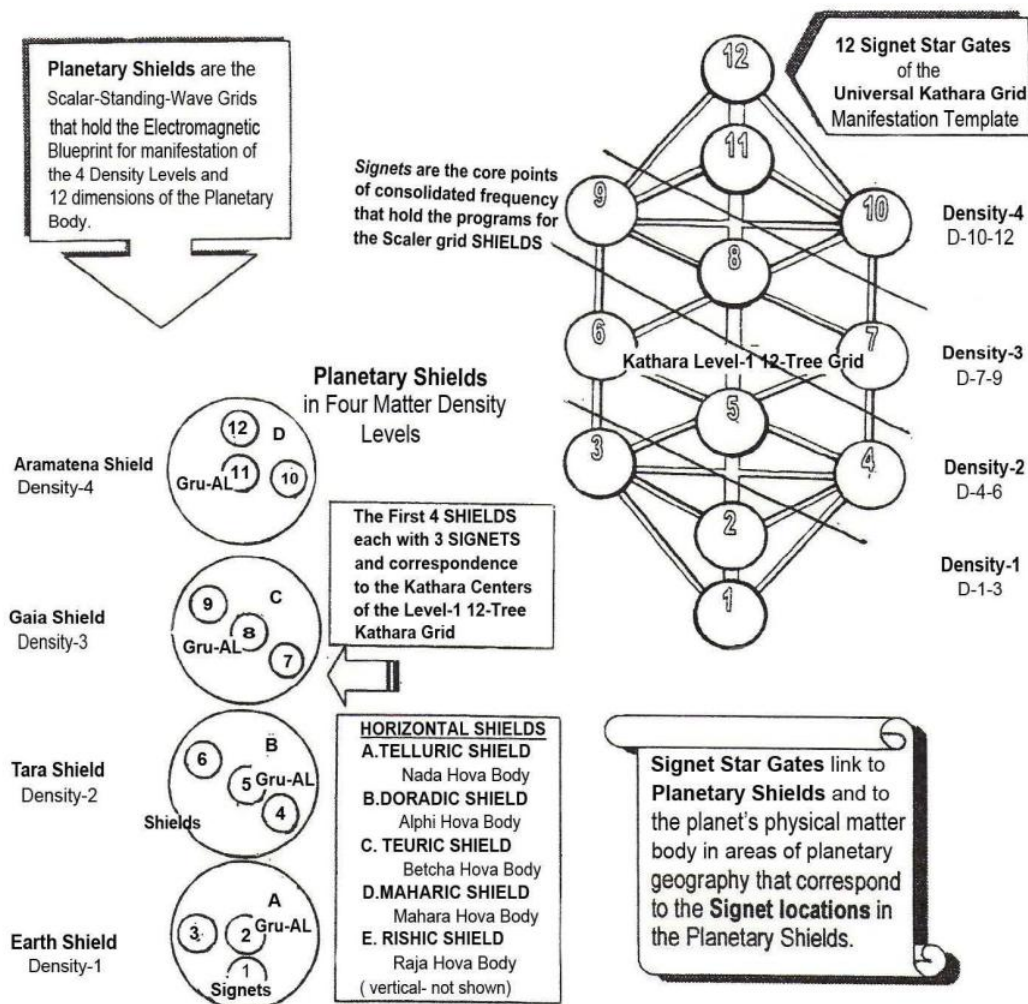 Planetary Shields are the
Scalar-Standing-Wave Grids
that hold the Electromagnetic
Blueprint for manifestation of
the 4 Density Levels and
12 dimensions of the Planetary
Body.
12 Signet Star Gates
of the
Universal Kathara Grid
Manifestation Template
Signets are the core points
of consolidated frequency
that hold the programs for
the Scaler grid SHIELDS
12
11
9
10
8
6
7
Kathara Level-1 12-Tree Grid
5
3
4
2
1
Density-4
D-10-12
Density-3
D-7-9
Density-2
D-4-6
Density-1
D-1-3
Planetary Shields
in Four Matter Density
Levels
Aramatena Shield
Density-4
12
D
Gru-AL
11
10
Gaia Shield
Density-3
9
C
8
Gru-AL
7
Tara Shield
Density-2
6
B
5
Gru-AL
4
Shields
Earth Shield
Density-1
A
3
2
Gru-AL
1
Signets
The First 4 SHIELDS
each with 3 SIGNETS
and correspondence
to the Kathara Centers
of the Level-1 12-Tree
Kathara Grid
HORIZONTAL SHIELDS
A.TELLURIC SHIELD
Nada Hova Body
B.DORADIC SHIELD
Alphi Hova Body
C. TEURIC SHIELD
Betcha Hova Body
D.MAHARIC SHIELD
Mahara Hova Body
E. RISHIC SHIELD
Raja Hova Body
( vertical- not shown)
Signet Star Gates link to
Planetary Shields and to
the planet's physical matter
body in areas of planetary
geography that correspond
to the Signet locations in
the Planetary Shields.